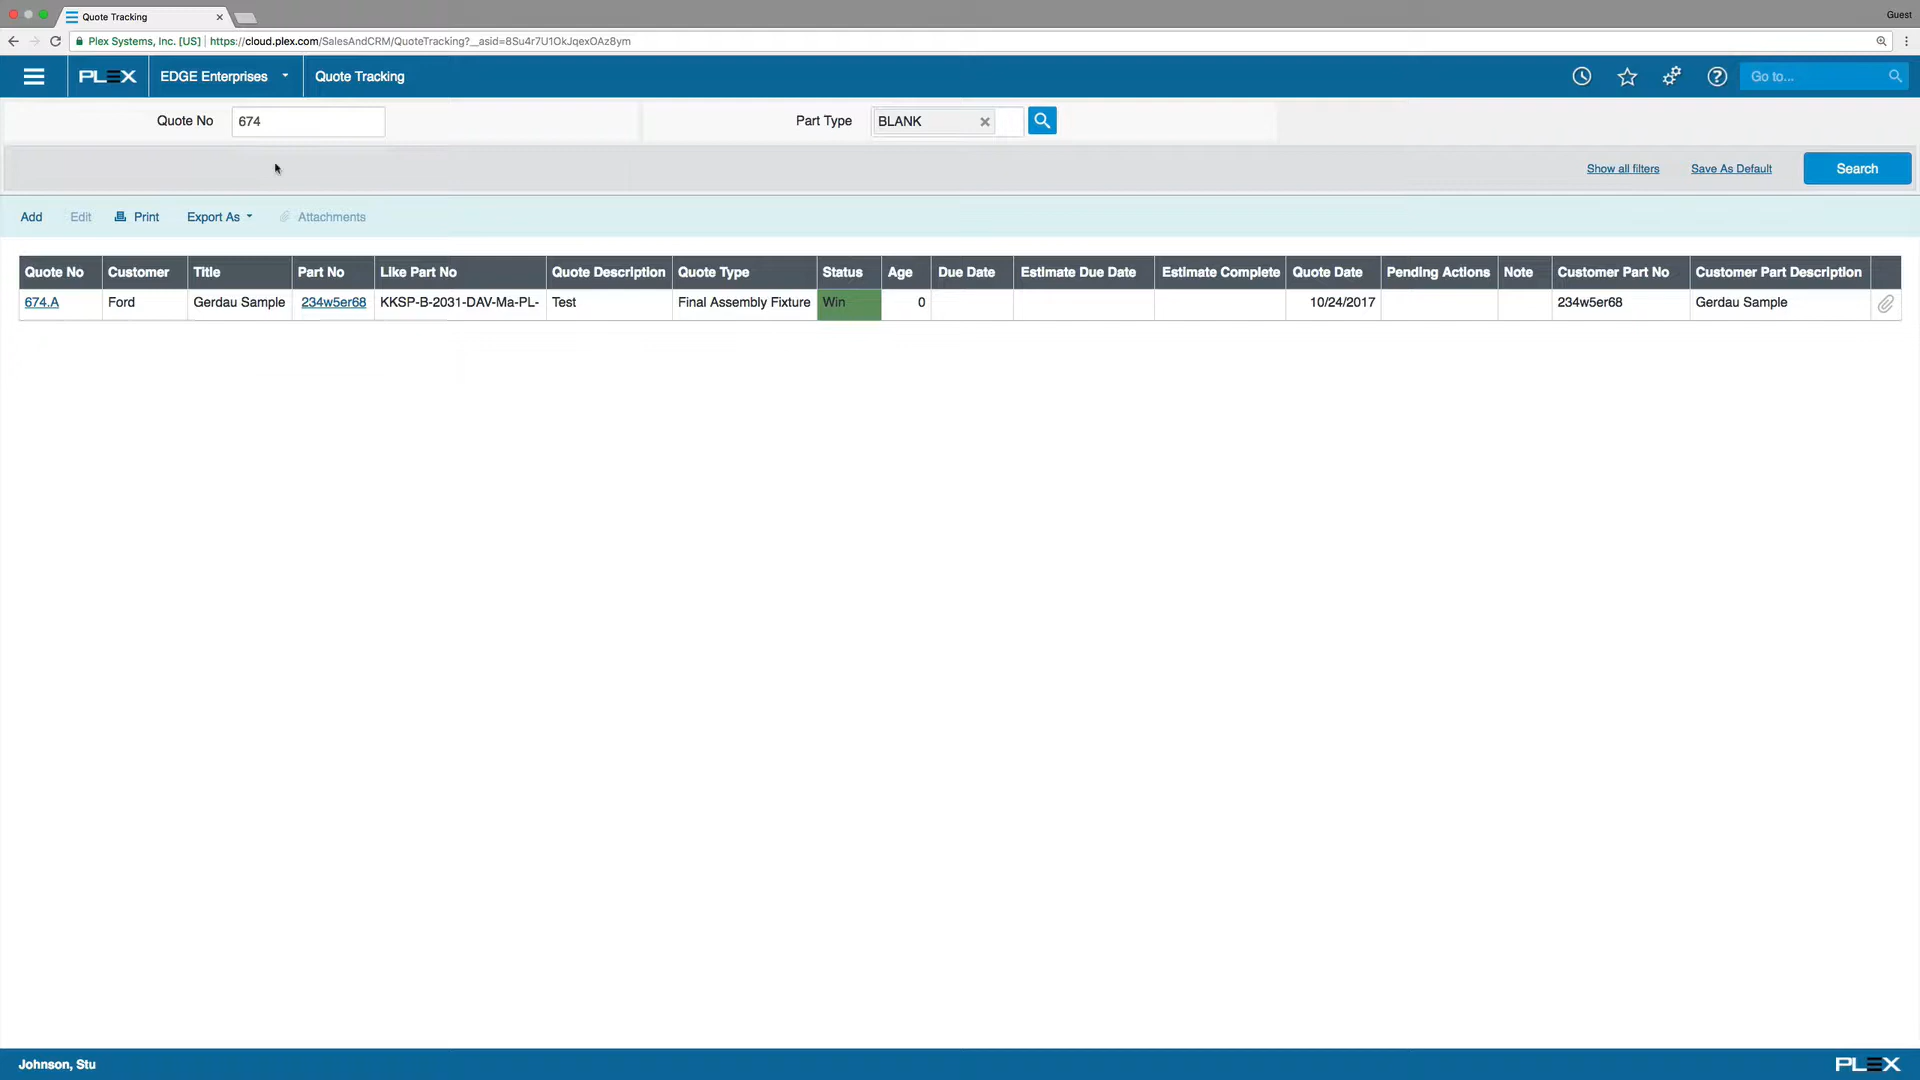 Quote Tracking
Guest
Plex Systems, Inc. [US] | https://cloud.plex.com/SalesAndCRM/QuoteTracking?__asid=8Su4r7U1OkJqexOAz8ym
PLEX EDGE Enterprises Quote Tracking Go to...
Quote No 674 Part Type BLANK
Show all filters Save As Default Search
Add Edit Print Export As Attachments
Quote No Customer Title Part No Like Part No Quote Description Quote Type Status Age Due Date Estimate Due Date Estimate Complete Quote Date Pending Actions Note Customer Part No Customer Part Description
674.A Ford Gerdau Sample 234w5er68 KKSP-B-2031-DAV-Ma-PL- Test Final Assembly Fixture Win 0 10/24/2017 234w5er68 Gerdau Sample
Johnson, Stu PLEX